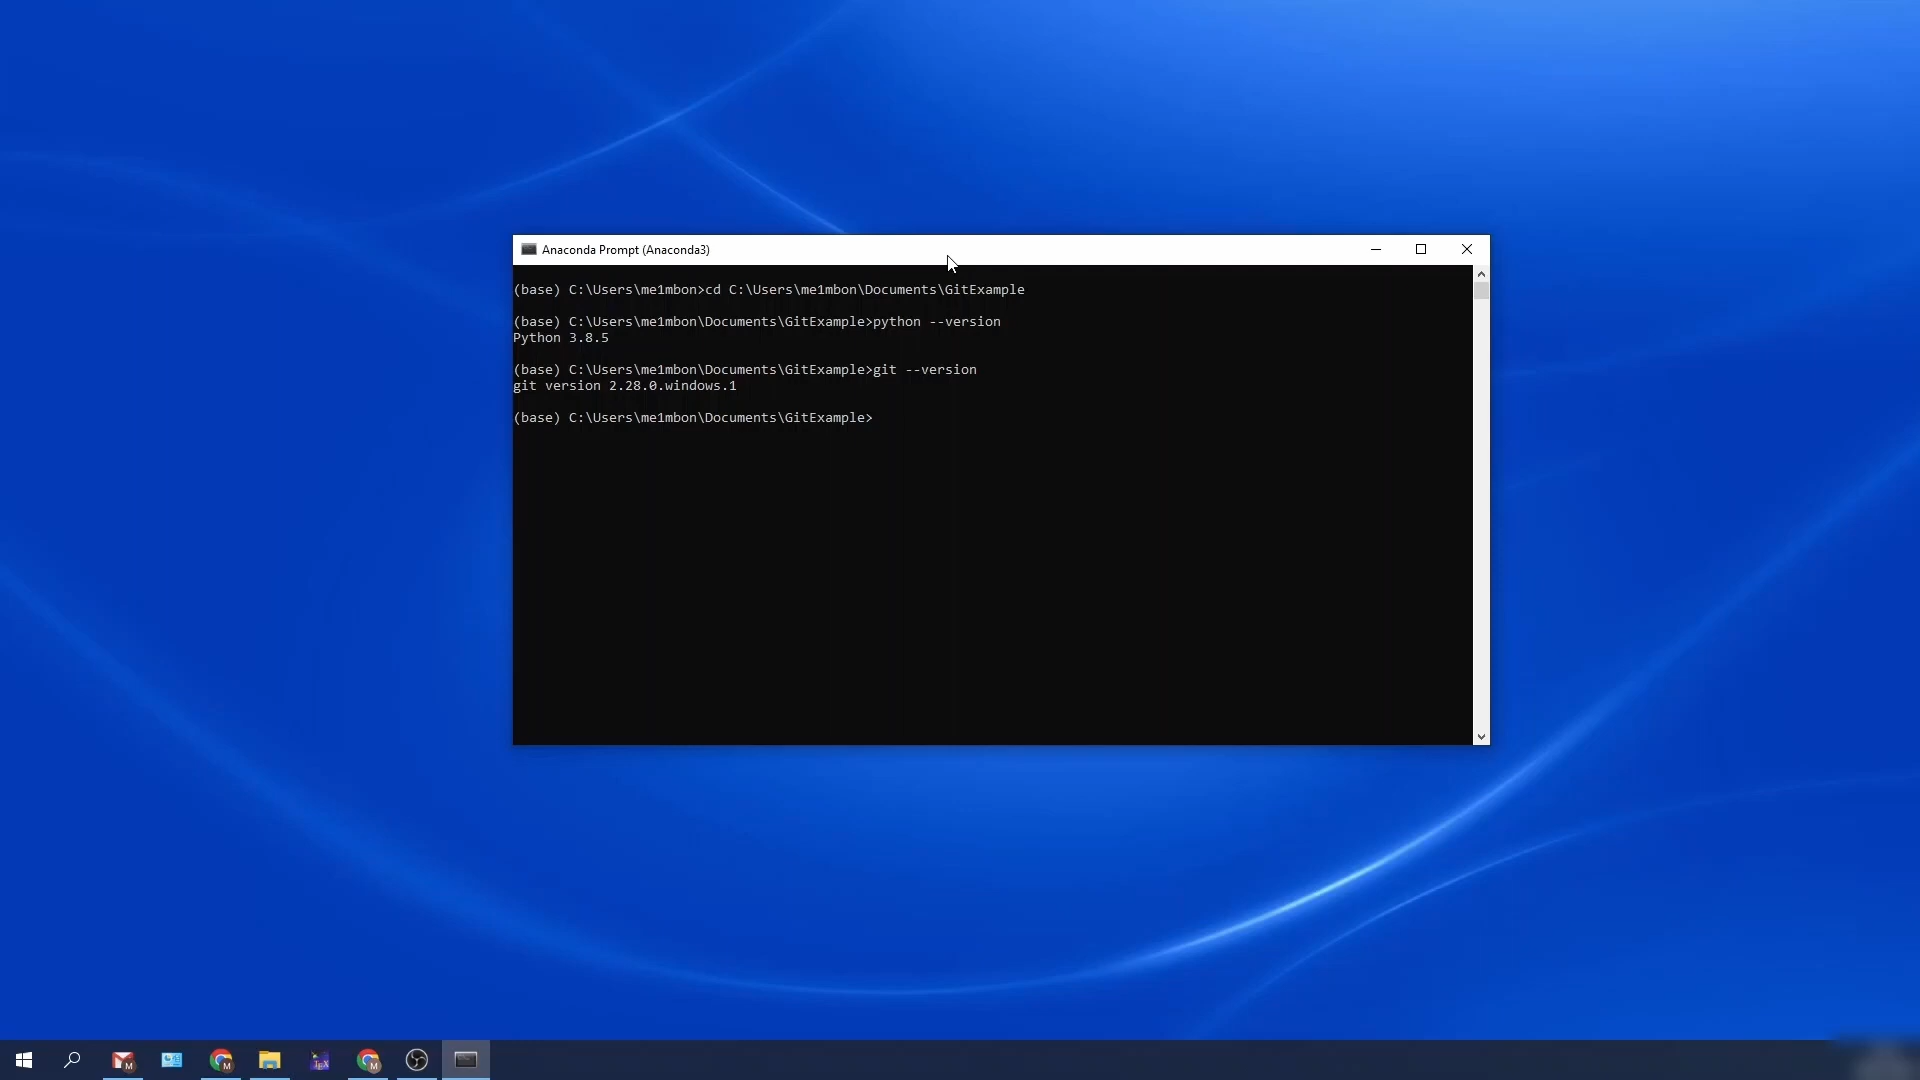 Anaconda Prompt (Anaconda3)
(base) C:\Users\me1mbon>cd C:\Users\me1mbon\Documents\GitExample
(base) C:\Users\me1mbon\Documents\GitExample>python --version
Python 3.8.5
(base) C:\Users\me1mbon\Documents\GitExample>git --version
git version 2.28.0.windows.1
(base) C:\Users\me1mbon\Documents\GitExample>
M
M
TEX
M